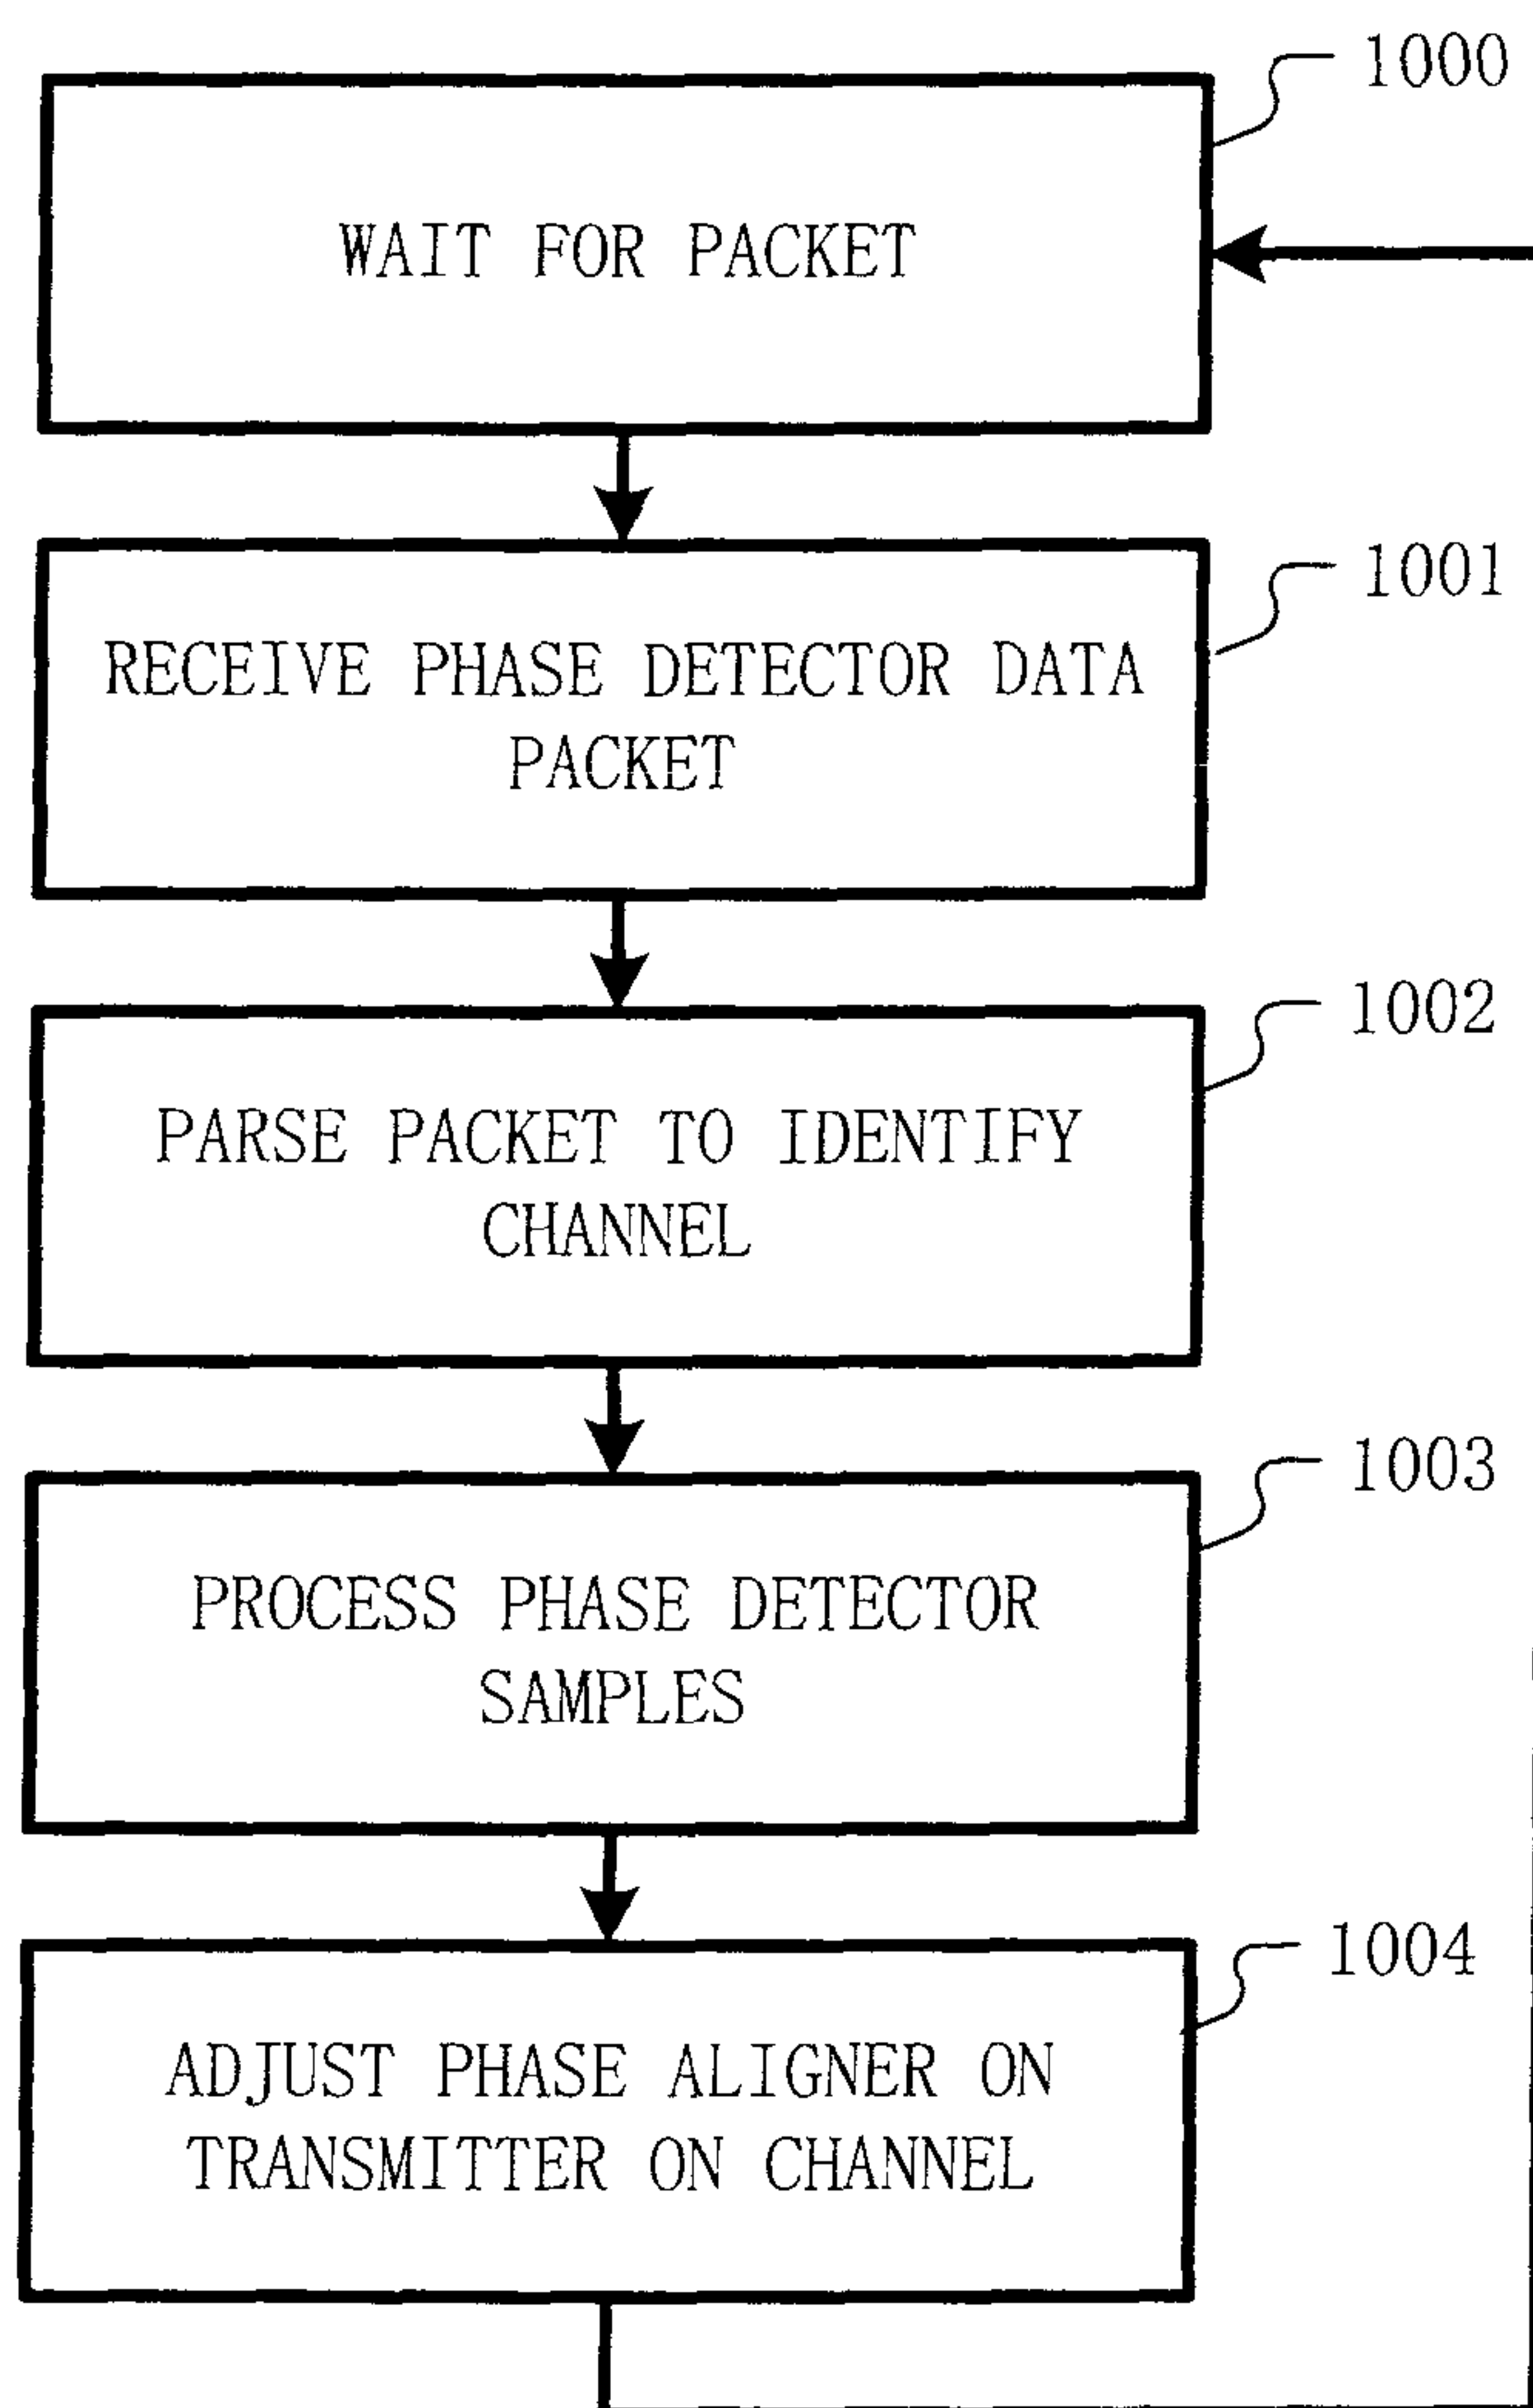 1000
WAIT FOR PACKET
1001
RECEIVE PHASE DETECTOR DATA
PACKET
1002
PARSE PACKET TO IDENTIFY
CHANNEL
1003
PROCESS PHASE DETECTOR
SAMPLES
1004
ADJUST PHASE ALIGNER ON
TRANSMITTER ON CHANNEL